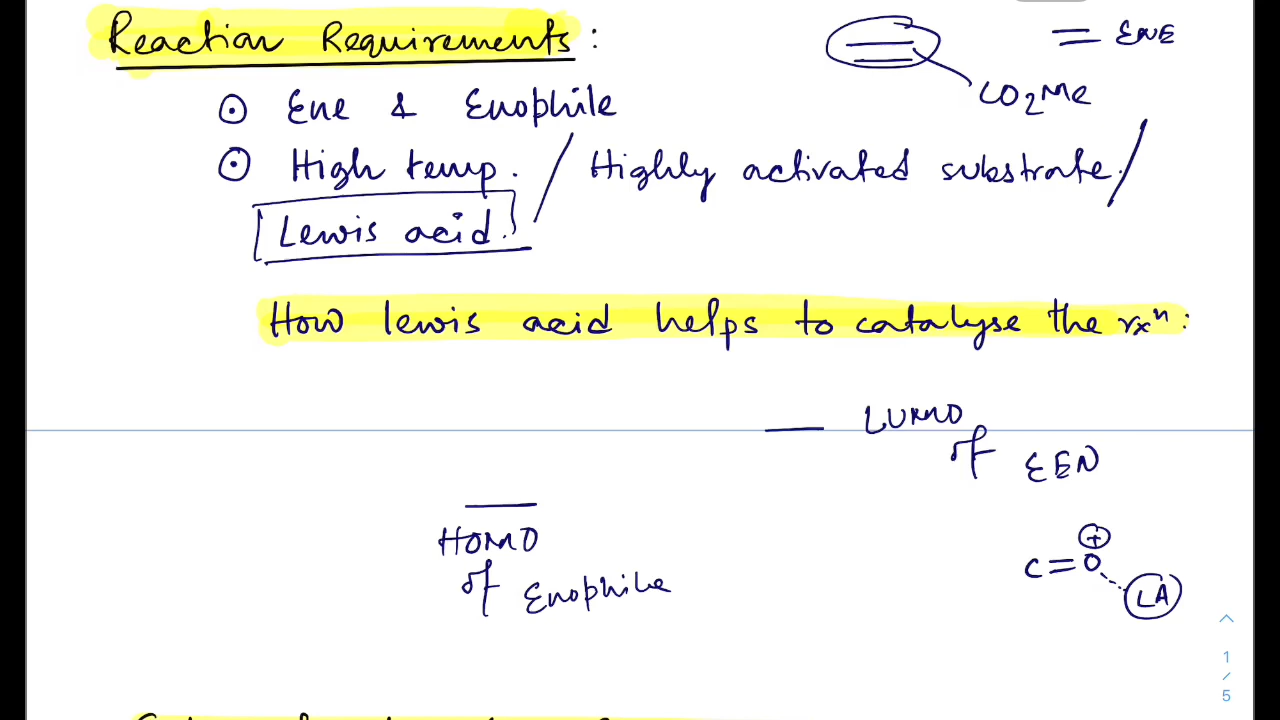 Reaction Requirements :
= ENE
CO2Me
⊙ Ene & Enophile
⊙ High temp. / Highly activated substrate. /
Lewis acid.
How lewis acid helps to catalyse the rxⁿ :
LUMO
of EEN
HOMO
of Enophile
C=O ⊕
LA
1
/
5